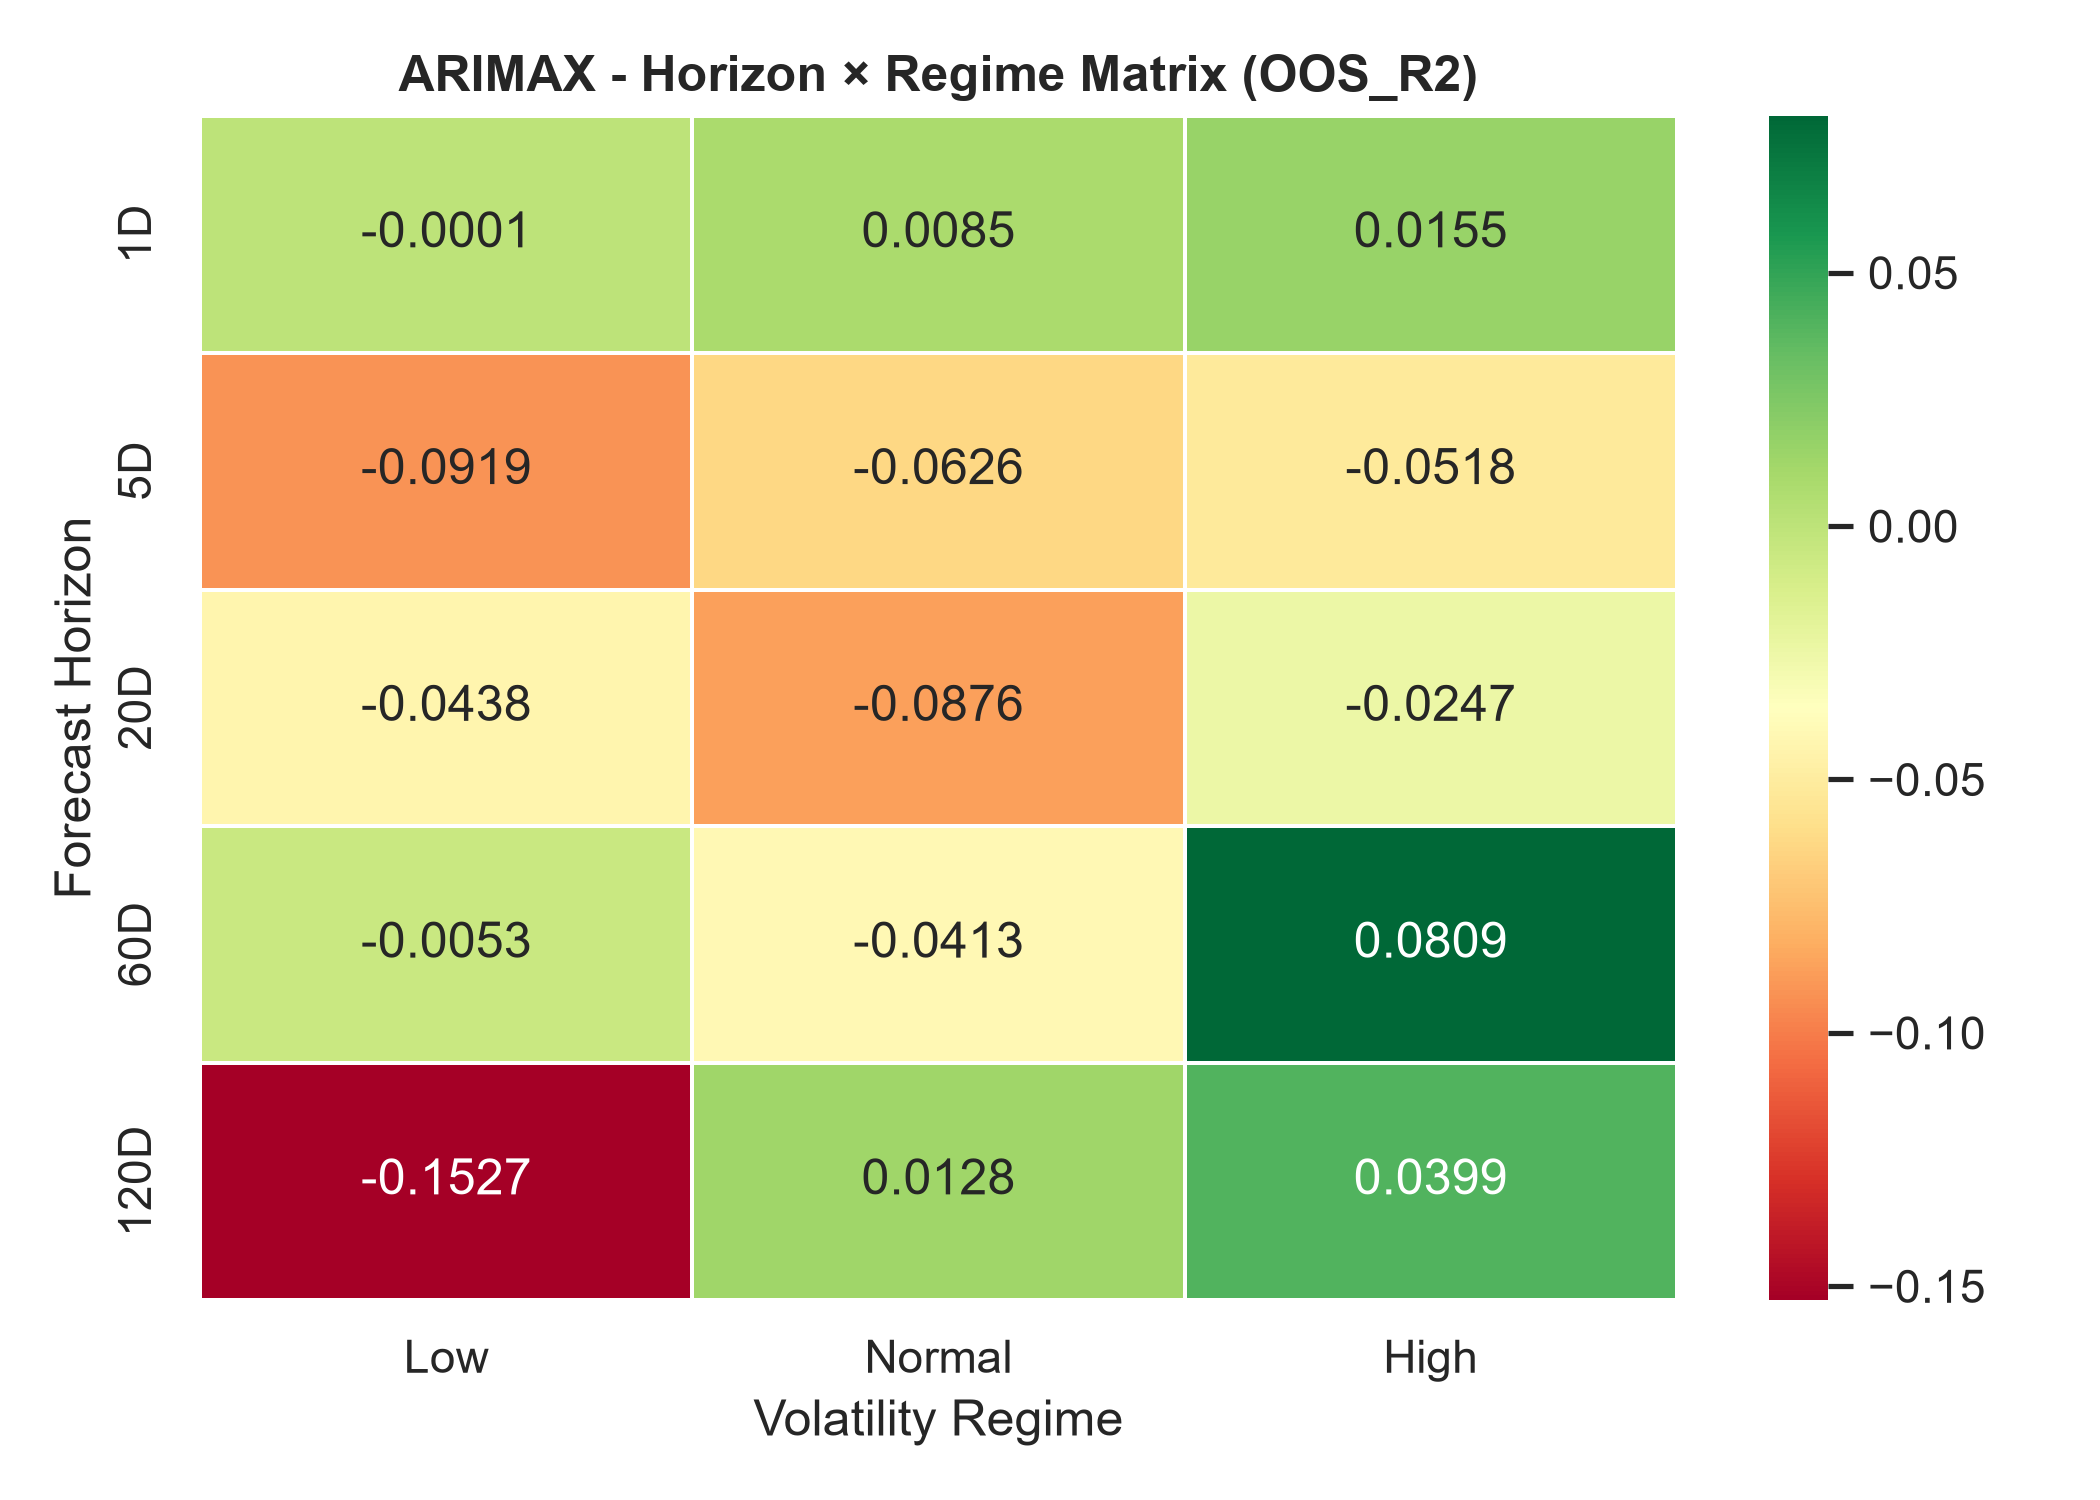 ARIMAX - Horizon × Regime Matrix (OOS_R2)
Forecast Horizon
1D -0.0001 0.0085 0.0155
5D -0.0919 -0.0626 -0.0518
20D -0.0438 -0.0876 -0.0247
60D -0.0053 -0.0413 0.0809
120D -0.1527 0.0128 0.0399
Low Normal High
Volatility Regime
0.05
0.00
−0.05
−0.10
−0.15